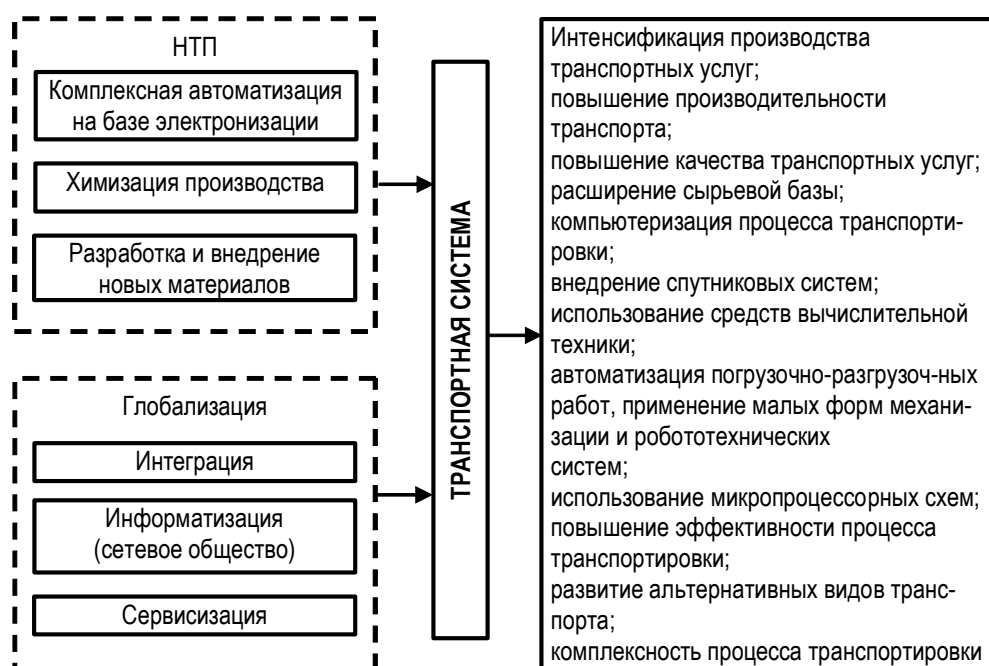 НТП
Комплексная автоматизация
на базе электронизации
Химизация производства
Разработка и внедрение
новых материалов
Глобализация
Интеграция
Информатизация
(сетевое общество)
Сервисизация
ТРАНСПОРТНАЯ СИСТЕМА
Интенсификация производства
транспортных услуг;
повышение производительности
транспорта;
повышение качества транспортных услуг;
расширение сырьевой базы;
компьютеризация процесса транспорти-
ровки;
внедрение спутниковых систем;
использование средств вычислительной
техники;
автоматизация погрузочно-разгрузоч-ных
работ, применение малых форм механи-
зации и робототехнических
систем;
использование микропроцессорных схем;
повышение эффективности процесса
транспортировки;
развитие альтернативных видов транс-
порта;
комплексность процесса транспортировки